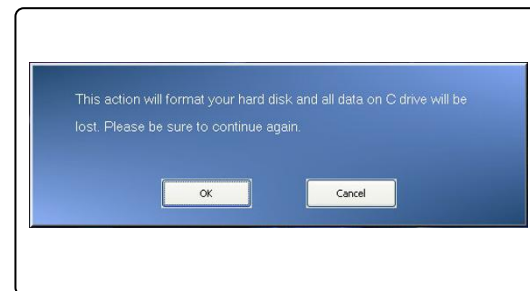 This action will format your hard disk and all data on C drive will be
lost. Please be sure to continue again.
OK
Cancel